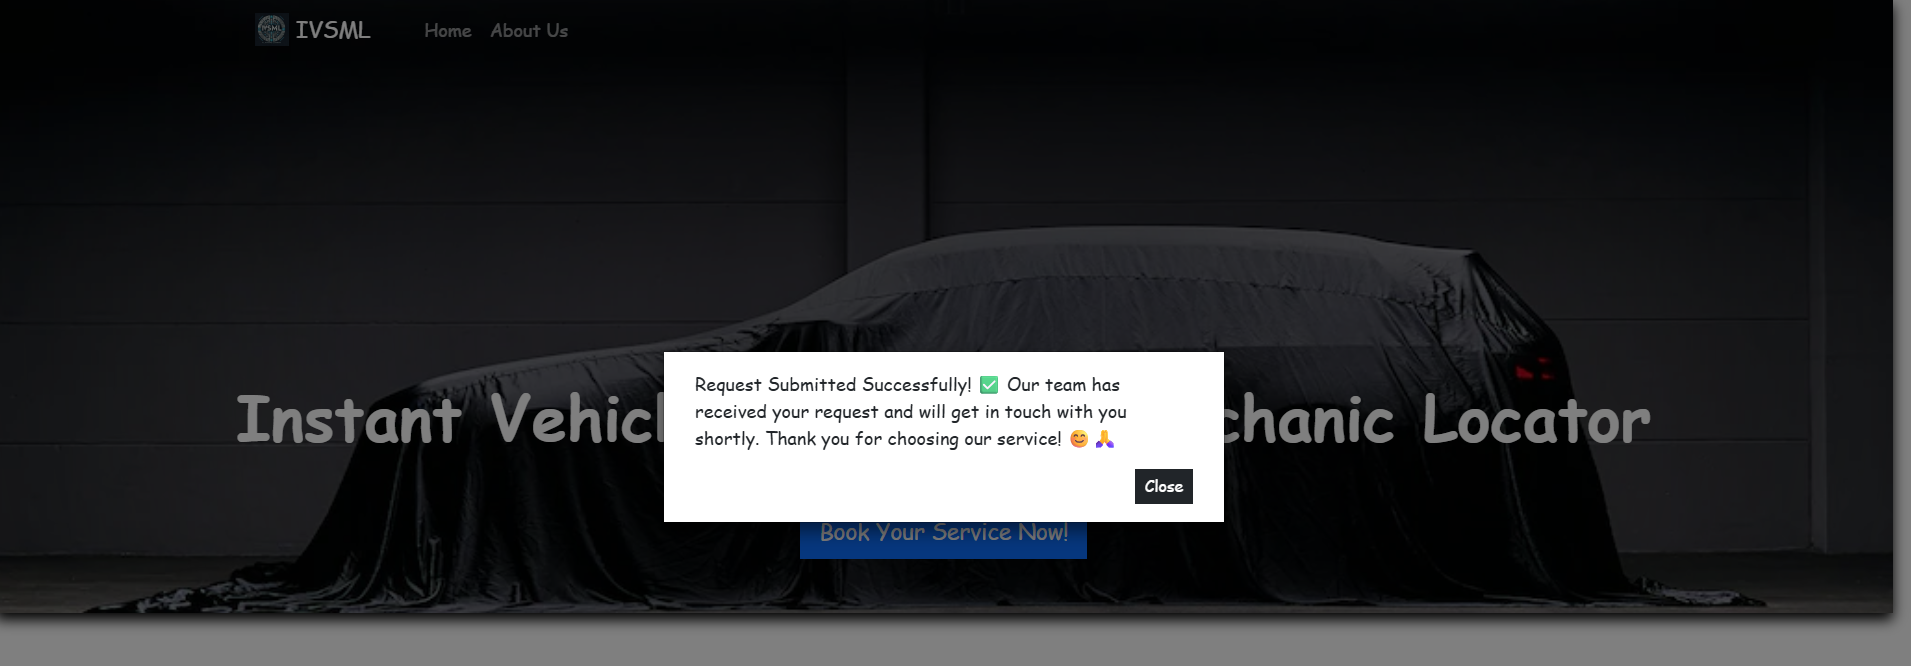 IVSML
IVSML Home About Us
Request Submitted Successfully! ✅ Our team has
received your request and will get in touch with you
shortly. Thank you for choosing our service! 😊 🙏
Instant Vehic chanic Locator
Close
Book Your Service Now!